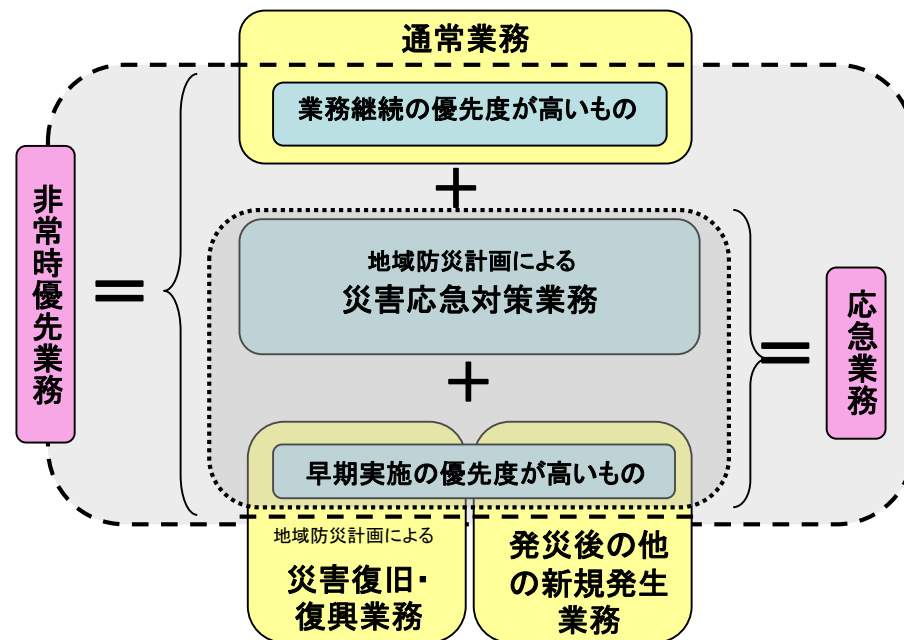 通常業務
業務継続の優先度が高いもの
＋
非常時優先業務
＝
地域防災計画による
災害応急対策業務
＝
応急業務
＋
早期実施の優先度が高いもの
地域防災計画による
災害復旧・
復興業務
発災後の他
の新規発生
業務